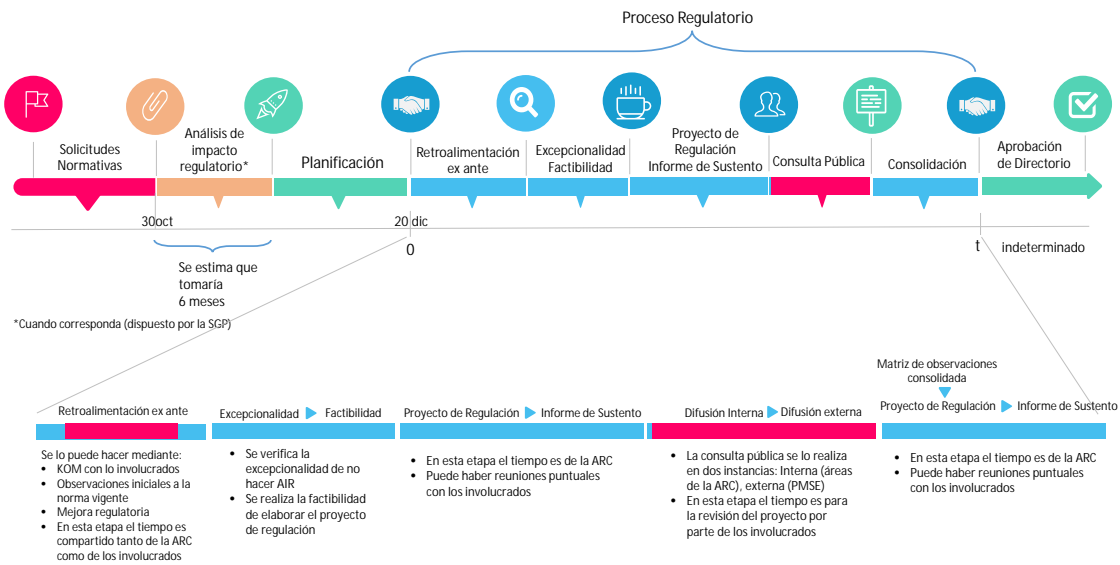 Proceso Regulatorio
Solicitudes
Normativas
Análisis de
impacto
regulatorio*
Planificación
Retroalimentación
ex ante
Excepcionalidad
Factibilidad
Proyecto de
Regulación
Informe de Sustento
Consulta Pública
Consolidación
Aprobación
de Directorio
30 oct
20 dic
0
t
indeterminado
Se estima que
tomaría
6 meses
*Cuando corresponda (dispuesto por la SGP)
Retroalimentación ex ante
Se lo puede hacer mediante:
• KOM con lo involucrados
• Observaciones iniciales a la
norma vigente
• Mejora regulatoria
• En esta etapa el tiempo es
compartido tanto de la ARC
como de los involucrados
Excepcionalidad Factibilidad
• Se verifica la
excepcionalidad de no
hacer AIR
• Se realiza la factibilidad
de elaborar el proyecto
de regulación
Proyecto de Regulación Informe de Sustento
• En esta etapa el tiempo es de la ARC
• Puede haber reuniones puntuales
con los involucrados
Difusión Interna Difusión externa
• La consulta pública se lo realiza
en dos instancias: Interna (áreas
de la ARC), externa (PMSE)
• En esta etapa el tiempo es para
la revisión del proyecto por
parte de los involucrados
Matriz de observaciones
consolidada
Proyecto de Regulación Informe de Sustento
• En esta etapa el tiempo es de la ARC
• Puede haber reuniones puntuales
con los involucrados